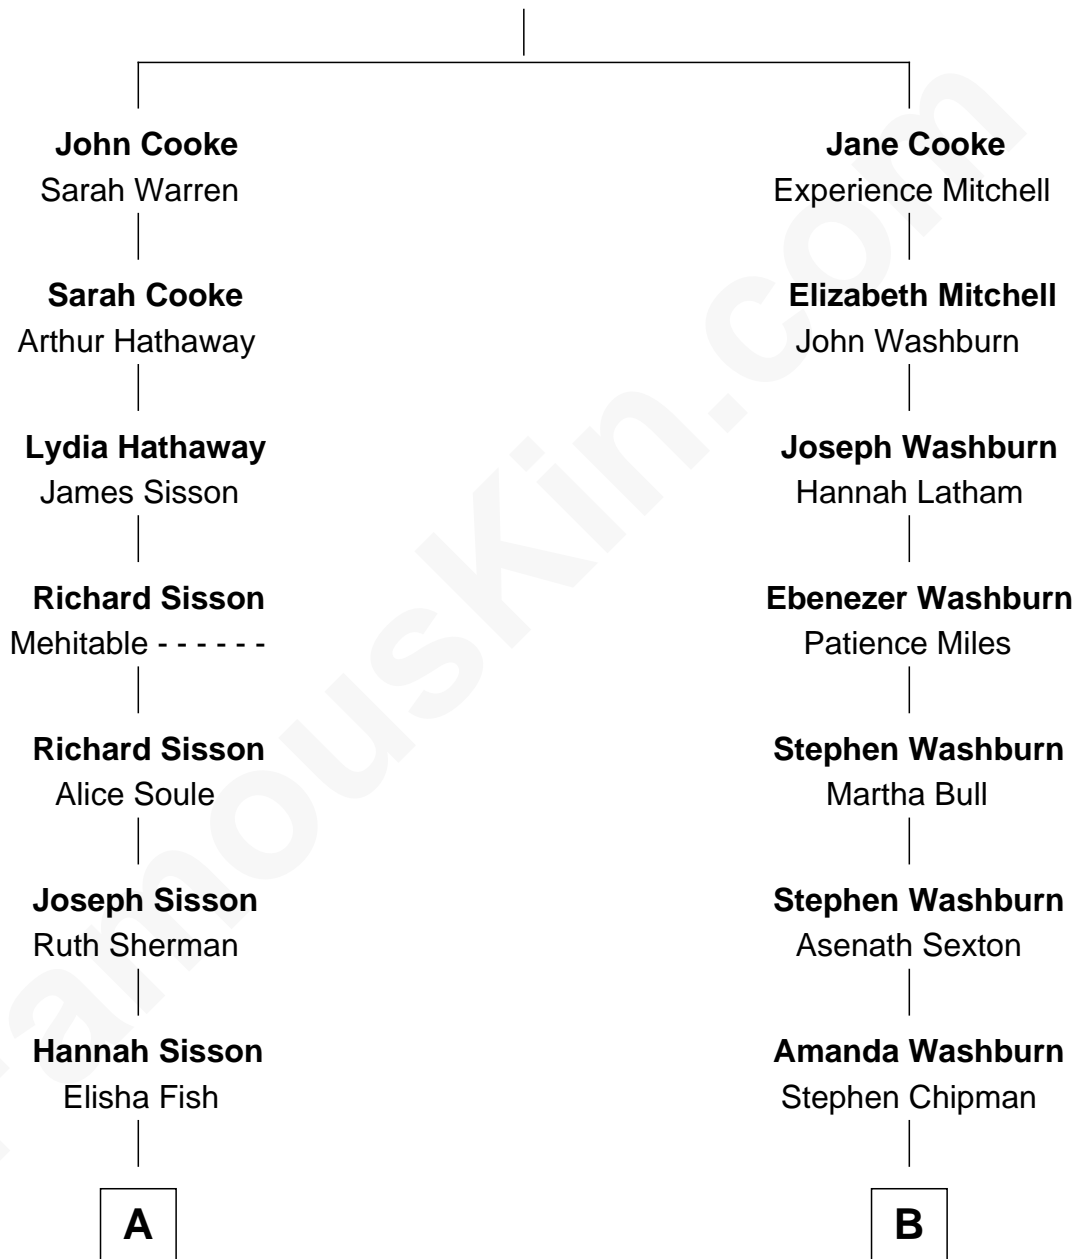 John Cooke
Sarah Warren
Jane Cooke
Experience Mitchell
Sarah Cooke
Arthur Hathaway
Elizabeth Mitchell
John Washburn
Lydia Hathaway
James Sisson
Joseph Washburn
Hannah Latham
Richard Sisson
Mehitable - - - - - -
Ebenezer Washburn
Patience Miles
Richard Sisson
Alice Soule
Stephen Washburn
Martha Bull
Joseph Sisson
Ruth Sherman
Stephen Washburn
Asenath Sexton
Hannah Sisson
Elisha Fish
Amanda Washburn
Stephen Chipman
A
B
FamousKin.com